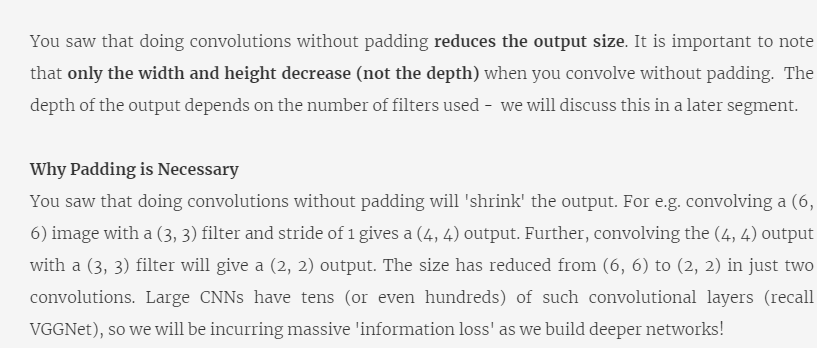 You saw that doing convolutions without padding reduces the output size. It is important to note
that only the width and height decrease (not the depth) when you convolve without padding. The
depth of the output depends on the number of filters used - we will discuss this in a later segment.
Why Padding is Necessary
You saw that doing convolutions without padding will 'shrink' the output. For e.g. convolving a (6,
6) image with a (3, 3) filter and stride of 1 gives a (4, 4) output. Further, convolving the (4, 4) output
with a (3, 3) filter will give a (2, 2) output. The size has reduced from (6, 6) to (2, 2) in just two
convolutions. Large CNNs have tens (or even hundreds) of such convolutional layers (recall
VGGNet), so we will be incurring massive 'information loss' as we build deeper networks!